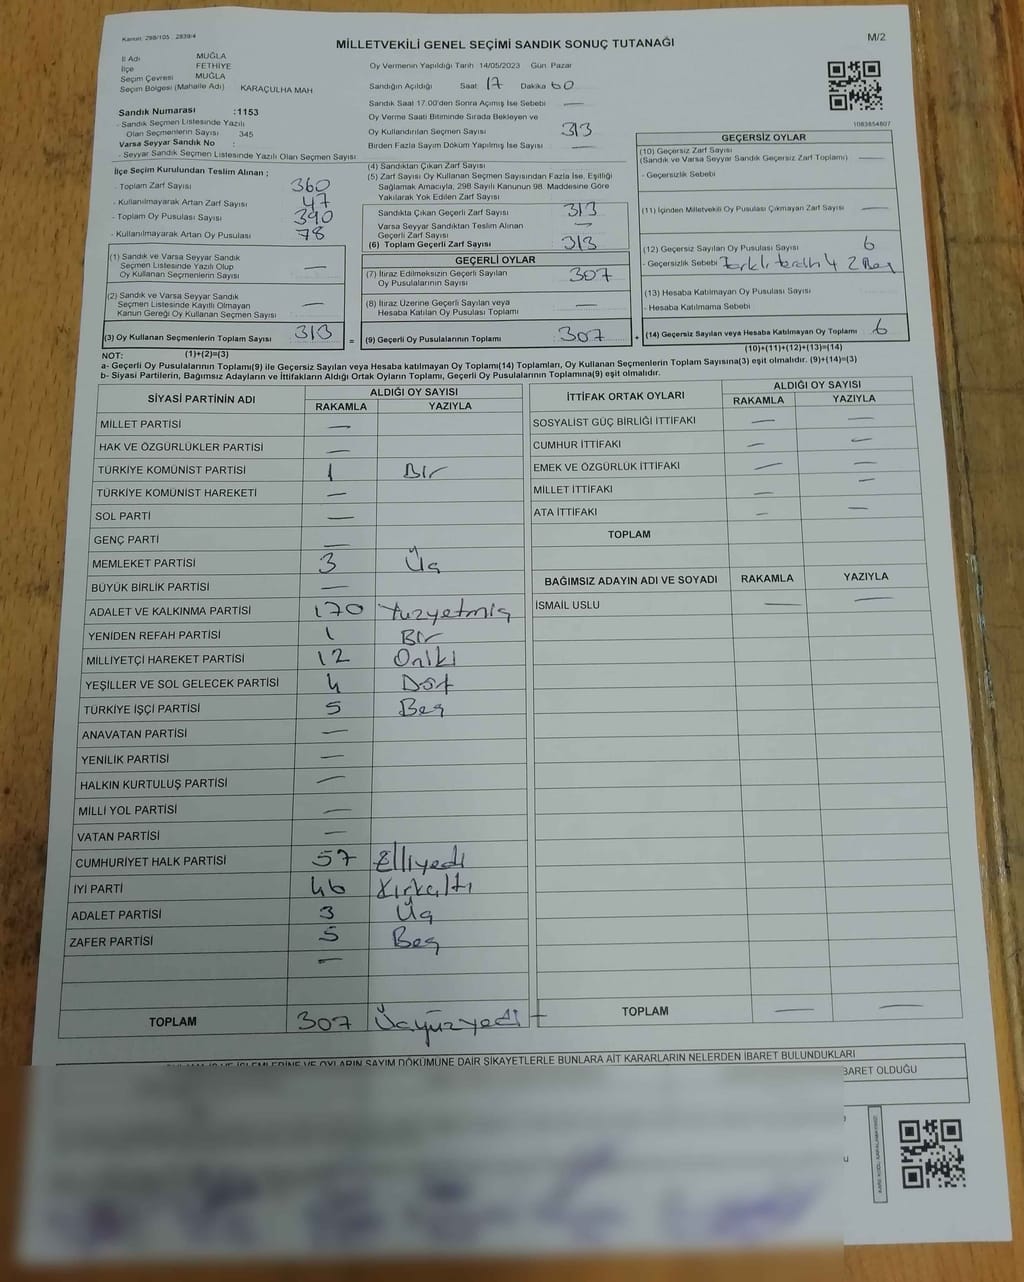 Kanun: 298/105 2839/4
MİLLETVEKİLİ GENEL SEÇİMİ SANDIK SONUÇ TUTANAĞI
M/2
İl Adı MUĞLA
İlçe FETHİYE
Seçim Çevresi MUĞLA
Seçim Bölgesi (Mahalle Adı) KARAÇULHA MAH
Sandık Numarası :1153
- Sandık Seçmen Listesinde Yazılı
Olan Seçmenlerin Sayısı 345
Varsa Seyyar Sandık No :
- Seyyar Sandık Seçmen Listesinde Yazılı Olan Seçmen Sayısı
Oy Vermenin Yapıldığı Tarih 14/05/2023 Gün Pazar
Sandığın Açıldığı Saat 17 Dakika 60
Sandık Saat 17:00'den Sonra Açımış İse Sebebi —
Oy Verme Saati Bitiminde Sırada Bekleyen ve
Oy Kullandırılan Seçmen Sayısı 313
Birden Fazla Sayım Döküm Yapılmış İse Sayısı —
1083854807
İlçe Seçim Kurulundan Teslim Alınan ;
- Toplam Zarf Sayısı 360
- Kullanılmayarak Artan Zarf Sayısı 47
- Toplam Oy Pusulası Sayısı 390
- Kullanılmayarak Artan Oy Pusulası 78
(1) Sandık ve Varsa Seyyar Sandık
Seçmen Listesinde Yazılı Olup
Oy Kullanan Seçmenlerin Sayısı —
(2) Sandık ve Varsa Seyyar Sandık
Seçmen Listesinde Kayıtlı Olmayan
Kanun Gereği Oy Kullanan Seçmen Sayısı —
(3) Oy Kullanan Seçmenlerin Toplam Sayısı 313 =
(1)+(2)=(3)
(4) Sandıktan Çıkan Zarf Sayısı
(5) Zarf Sayısı Oy Kullanan Seçmen Sayısından Fazla İse, Eşitliği
Sağlamak Amacıyla, 298 Sayılı Kanunun 98. Maddesine Göre
Yakılarak Yok Edilen Zarf Sayısı
Sandıkta Çıkan Geçerli Zarf Sayısı 313
Varsa Seyyar Sandıktan Teslim Alınan
Geçerli Zarf Sayısı —
(6) Toplam Geçerli Zarf Sayısı 313
GEÇERLİ OYLAR
(7) İtiraz Edilmeksizin Geçerli Sayılan
Oy Pusulasının Sayısı 307
(8) İtiraz Üzerine Geçerli Sayılan veya
Hesaba Katılan Oy Pusulası Toplamı —
(9) Geçerli Oy Pusulalarının Toplamı 307 +
GEÇERSİZ OYLAR
(10) Geçersiz Zarf Sayısı
(Sandık ve Varsa Seyyar Sandık Geçersiz Zarf Toplamı) —
- Geçersizlik Sebebi
(11) İçinden Milletvekili Oy Pusulası Çıkmayan Zarf Sayısı —
(12) Geçersiz Sayılan Oy Pusulası Sayısı 6
- Geçersizlik Sebebi Farklı tercih 4 2 Boş
(13) Hesaba Katılmayan Oy Pusulası Sayısı
- Hesaba Katılmama Sebebi
(14) Geçersiz Sayılan veya Hesaba Katılmayan Oy Toplamı 6
(10)+(11)+(12)+(13)=(14)
NOT:
a- Geçerli Oy Pusulalarının Toplamı(9) ile Geçersiz Sayılan veya Hesaba katılmayan Oy Toplamı(14) Toplamları, Oy Kullanan Seçmenlerin Toplam Sayısına(3) eşit olmalıdır. (9)+(14)=(3)
b- Siyasi Partilerin, Bağımsız Adayların ve İttifakların Aldığı Ortak Oyların Toplamı, Geçerli Oy Pusulalarının Toplamına(9) eşit olmalıdır.
SİYASİ PARTİNİN ADI ALDIĞI OY SAYISI
RAKAMLA YAZIYLA
MİLLET PARTİSİ —
HAK VE ÖZGÜRLÜKLER PARTİSİ —
TÜRKİYE KOMÜNİST PARTİSİ 1 Bir
TÜRKİYE KOMÜNİST HAREKETİ —
SOL PARTİ —
GENÇ PARTİ —
MEMLEKET PARTİSİ 3 Üç
BÜYÜK BİRLİK PARTİSİ —
ADALET VE KALKINMA PARTİSİ 170 Yüzyetmiş
YENİDEN REFAH PARTİSİ 1 Bir
MİLLİYETÇİ HAREKET PARTİSİ 12 Oniki
YEŞİLLER VE SOL GELECEK PARTİSİ 4 Dört
TÜRKİYE İŞÇİ PARTİSİ 5 Beş
ANAVATAN PARTİSİ —
YENİLİK PARTİSİ —
HALKIN KURTULUŞ PARTİSİ —
MİLLİ YOL PARTİSİ —
VATAN PARTİSİ —
CUMHURİYET HALK PARTİSİ 57 Elliyedi
İYİ PARTİ 46 Kırkaltı
ADALET PARTİSİ 3 Üç
ZAFER PARTİSİ 5 Beş
—
TOPLAM 307 Üçyüzyedi
İTTİFAK ORTAK OYLARI ALDIĞI OY SAYISI
RAKAMLA YAZIYLA
SOSYALİST GÜÇ BİRLİĞİ İTTİFAKI — —
CUMHUR İTTİFAKI — —
EMEK VE ÖZGÜRLÜK İTTİFAKI — —
MİLLET İTTİFAKI — —
ATA İTTİFAKI — —
TOPLAM
BAĞIMSIZ ADAYIN ADI VE SOYADI RAKAMLA YAZIYLA
İSMAİL USLU — —
TOPLAM — —
İŞLEMLERİNE VE OYLARIN SAYIM DÖKÜMÜNE DAİR ŞİKAYETLERLE BUNLARA AİT KARARLARIN NELERDEN İBARET BULUNDUKLARI
BARET OLDUĞU